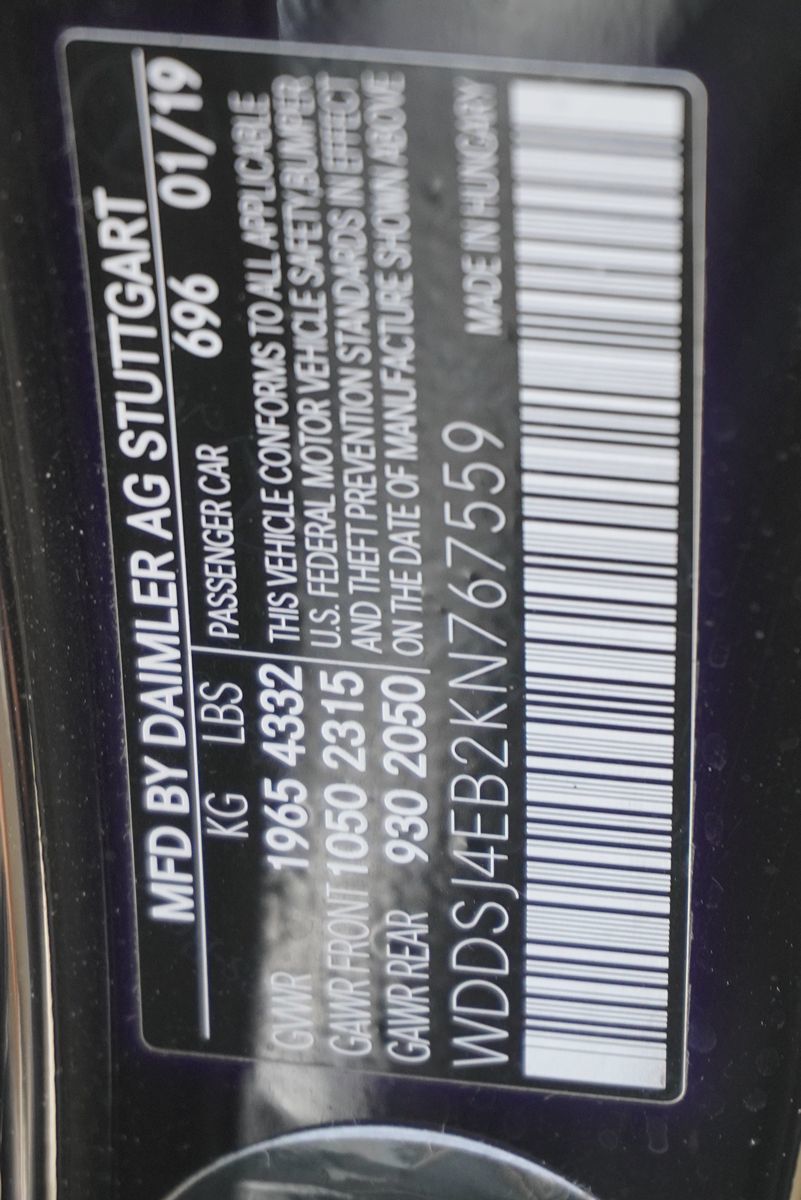 MFD BY DAIMLER AG STUTTGART
KG LBS 696 01/19
PASSENGER CAR
GVWR 1965 4332 THIS VEHICLE CONFORMS TO ALL APPLICABLE
GAWR FRONT 1050 2315 U.S. FEDERAL MOTOR VEHICLE SAFETY, BUMPER,
GAWR REAR 930 2050 AND THEFT PREVENTION STANDARDS IN EFFECT
ON THE DATE OF MANUFACTURE SHOWN ABOVE
WDDSJ4EB2KN767559 MADE IN HUNGARY